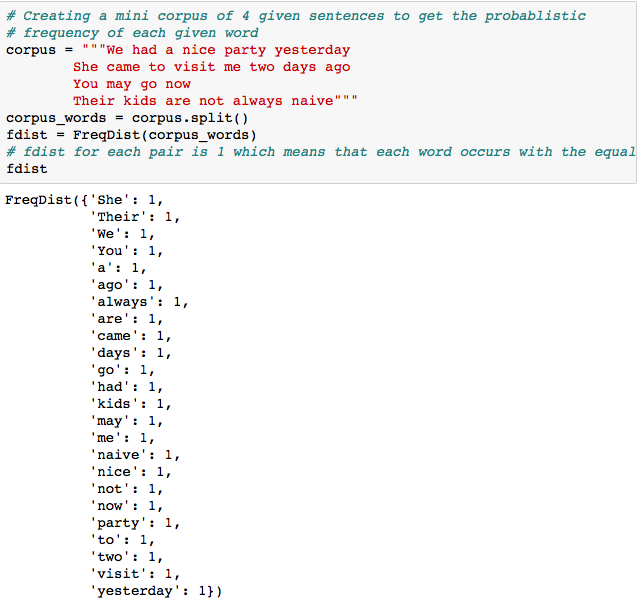 # Creating a mini corpus of 4 given sentences to get the probablistic
# frequency of each given word
corpus = """We had a nice party yesterday
She came to visit me two days ago
You may go now
Their kids are not always naive"""
corpus_words = corpus.split()
fdist = FreqDist(corpus_words)
# fdist for each pair is 1 which means that each word occurs with the equal
fdist
FreqDist({'She': 1,
'Their': 1,
'We': 1,
'You': 1,
'a': 1,
'ago': 1,
'always': 1,
'are': 1,
'came': 1,
'days': 1,
'go': 1,
'had': 1,
'kids': 1,
'may': 1,
'me': 1,
'naive': 1,
'nice': 1,
'not': 1,
'now': 1,
'party': 1,
'to': 1,
'two': 1,
'visit': 1,
'yesterday': 1})